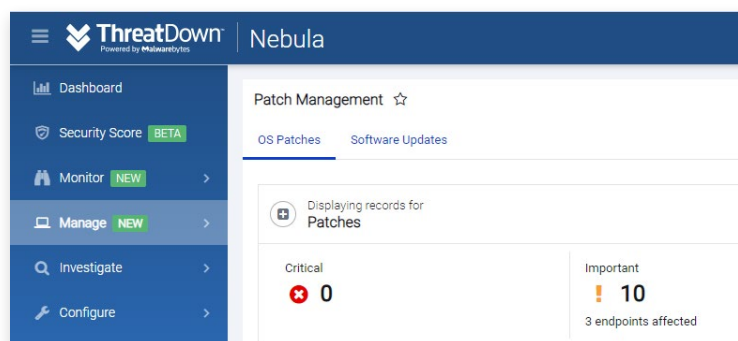 ThreatDown
Powered by Malwarebytes
Nebula
Dashboard
Security Score BETA
Monitor NEW
Manage NEW
Investigate
Configure
Patch Management
OS Patches Software Updates
Displaying records for
Patches
Critical
0
Important
10
3 endpoints affected